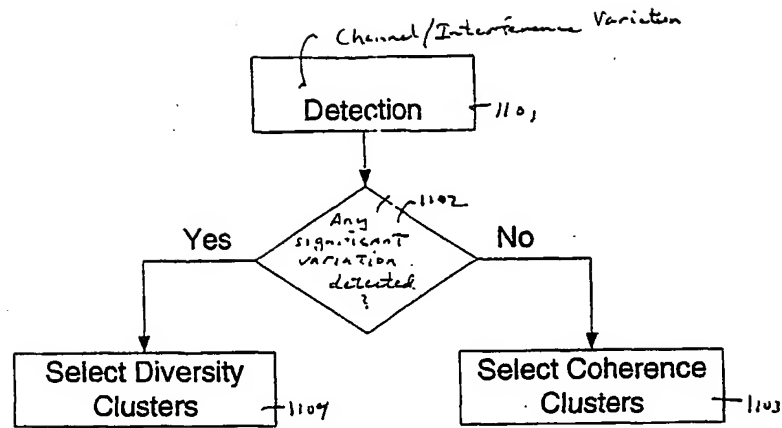 Channel/Interference Variation
Detection
1101
1102
Any
significant
variation
detected
?
Yes
No
Select Diversity
Clusters
1104
Select Coherence
Clusters
1103